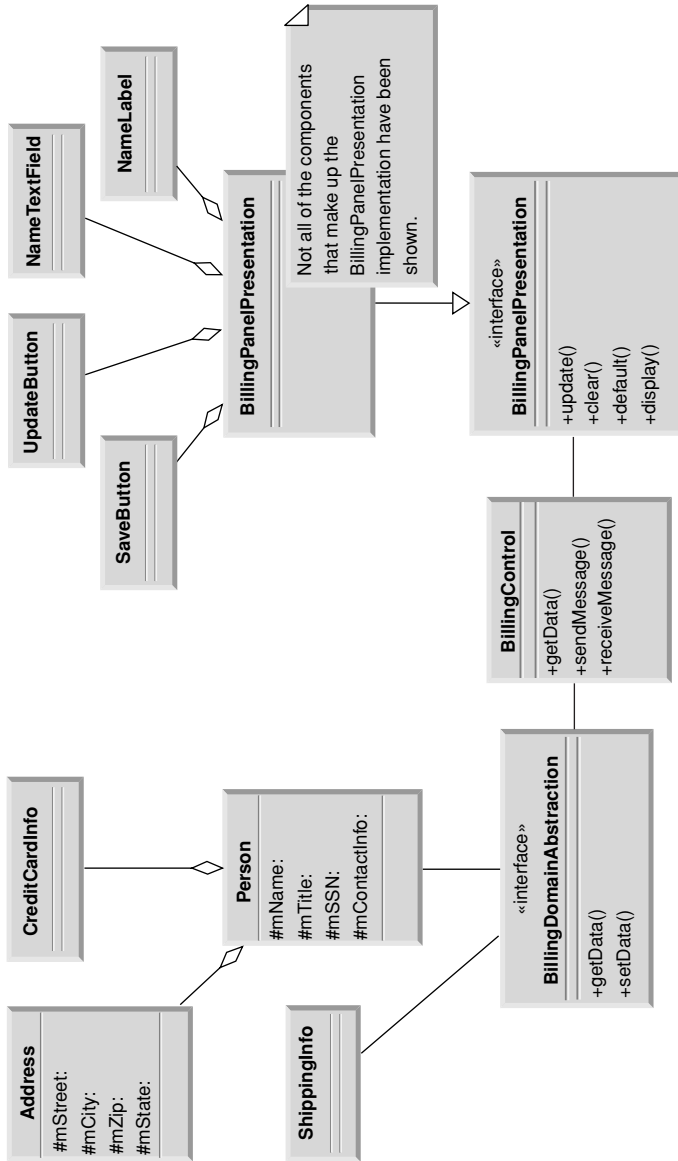 Address
#mStreet:
#mCity:
#mZip:
#mState:
CreditCardInfo
SaveButton
UpdateButton
NameTextField
NameLabel
ShippingInfo
Person
#mName:
#mTitle:
#mSSN:
#mContactInfo:
BillingPanelPresentation
Not all of the components
that make up the
BillingPanelPresentation
implementation have been
shown.
«interface»
BillingDomainAbstraction
+getData()
+setData()
BillingControl
+getData()
+sendMessage()
+receiveMessage()
«interface»
BillingPanelPresentation
+update()
+clear()
+default()
+display()